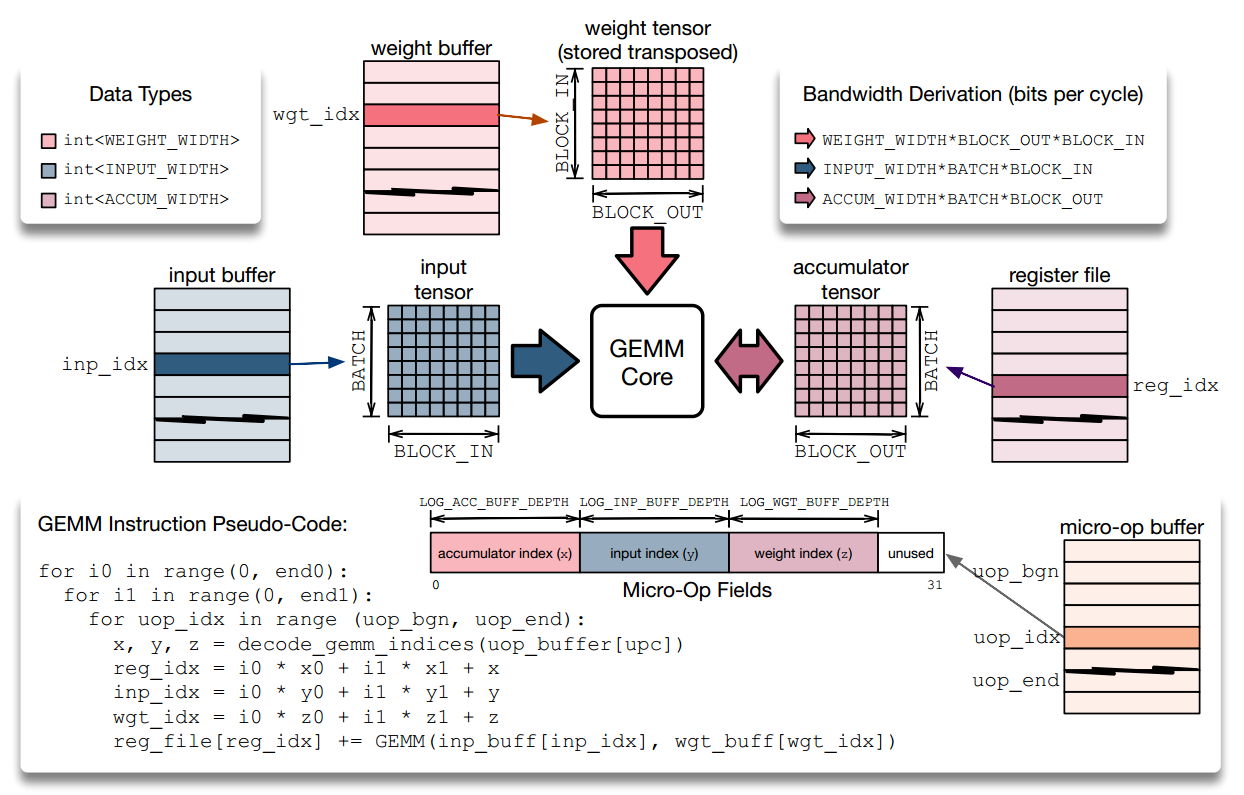 weight buffer
weight tensor
(stored transposed)
Data Types
int<WEIGHT_WIDTH>
int<INPUT_WIDTH>
int<ACCUM_WIDTH>
wgt_idx
BLOCK_IN
BLOCK_OUT
Bandwidth Derivation (bits per cycle)
WEIGHT_WIDTH*BLOCK_OUT*BLOCK_IN
INPUT_WIDTH*BATCH*BLOCK_IN
ACCUM_WIDTH*BATCH*BLOCK_OUT
input buffer
inp_idx
input
tensor
BATCH
BLOCK_IN
GEMM
Core
accumulator
tensor
BATCH
BLOCK_OUT
register file
reg_idx
GEMM Instruction Pseudo-Code:
for i0 in range(0, end0):
for i1 in range(0, end1):
for uop_idx in range (uop_bgn, uop_end):
x, y, z = decode_gemm_indices(uop_buffer[upc])
reg_idx = i0 * x0 + i1 * x1 + x
inp_idx = i0 * y0 + i1 * y1 + y
wgt_idx = i0 * z0 + i1 * z1 + z
reg_file[reg_idx] += GEMM(inp_buff[inp_idx], wgt_buff[wgt_idx])
LOG_ACC_BUFF_DEPTH LOG_INP_BUFF_DEPTH LOG_WGT_BUFF_DEPTH
accumulator index (x) input index (y) weight index (z) unused
0 31
Micro-Op Fields
micro-op buffer
uop_bgn
uop_idx
uop_end